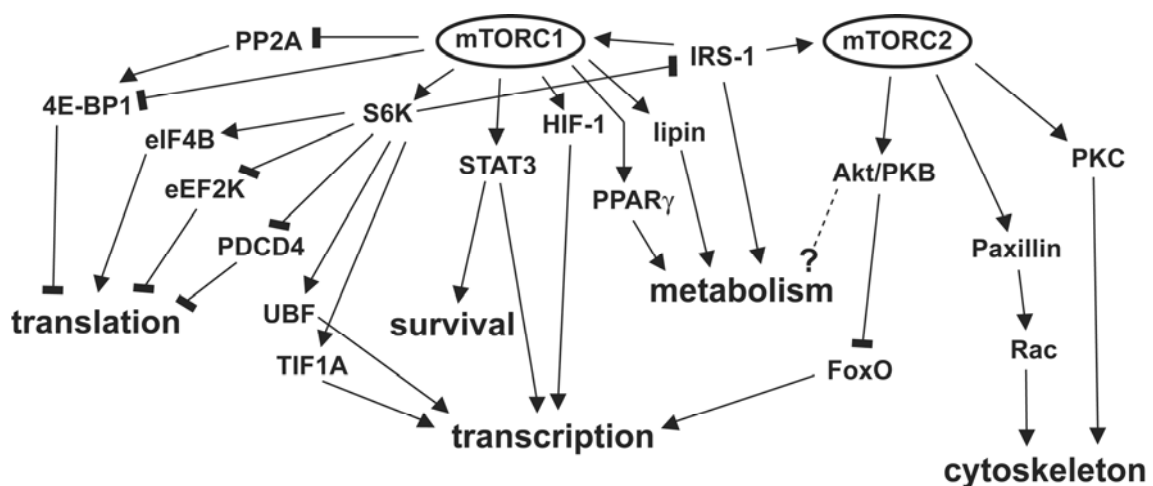 PP2A
mTORC1
IRS-1
mTORC2
4E-BP1
S6K
HIF-1
lipin
eIF4B
STAT3
PKC
eEF2K
Akt/PKB
PPARγ
PDCD4
Paxillin
?
metabolism
translation
UBF
survival
TIF1A
Rac
FoxO
transcription
cytoskeleton